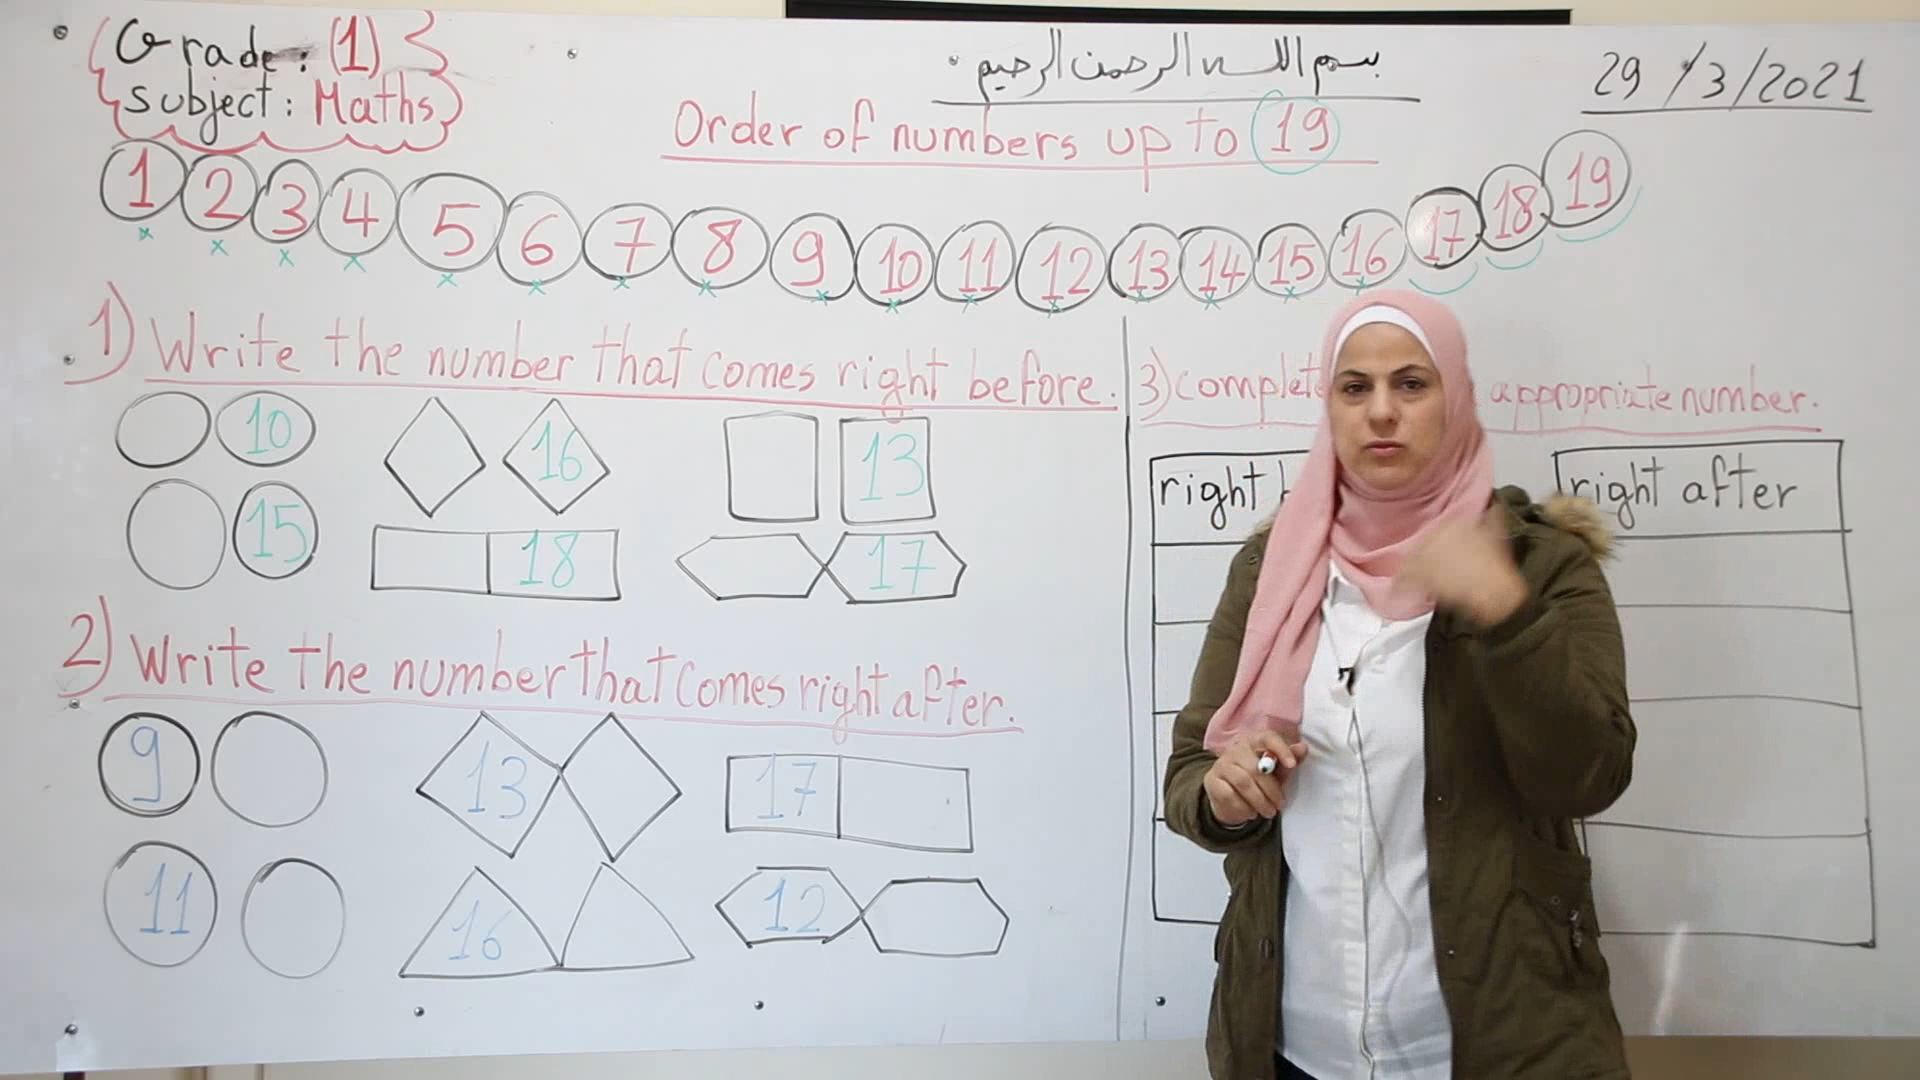 Grade: (1)
Subject: Maths
بسم الله الرحمن الرحيم
29/3/2021
Order of numbers up to 19
1 2 3 4 5 6 7 8 9 10 11 12 13 14 15 16 17 18 19
1) Write the number that comes right before.
10 16 13
15 18 17
2) Write the number that comes right after.
9 13 17
11 16 12
3) complete appropriate number.
right right after